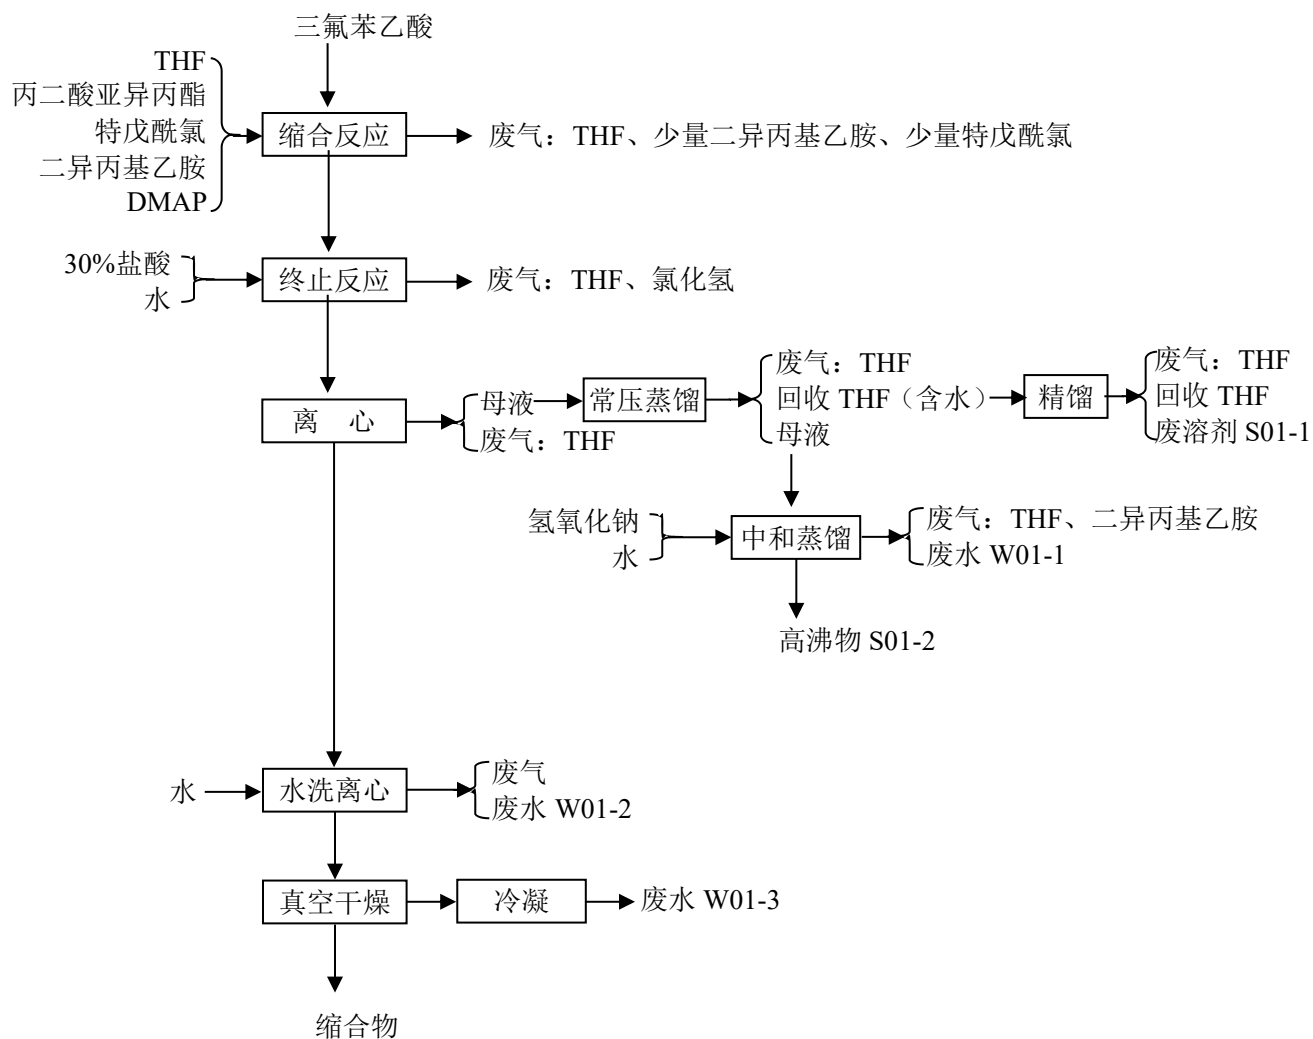 三氟苯乙酸
THF
丙二酸亚异丙酯
特戊酰氯
二异丙基乙胺
DMAP
缩合反应
废气：THF、少量二异丙基乙胺、少量特戊酰氯
30%盐酸
水
终止反应
废气：THF、氯化氢
离 心
母液
废气：THF
常压蒸馏
废气：THF
回收 THF（含水）
母液
精馏
废气：THF
回收 THF
废溶剂 S01-1
氢氧化钠
水
中和蒸馏
废气：THF、二异丙基乙胺
废水 W01-1
高沸物 S01-2
水
水洗离心
废气
废水 W01-2
真空干燥
冷凝
废水 W01-3
缩合物